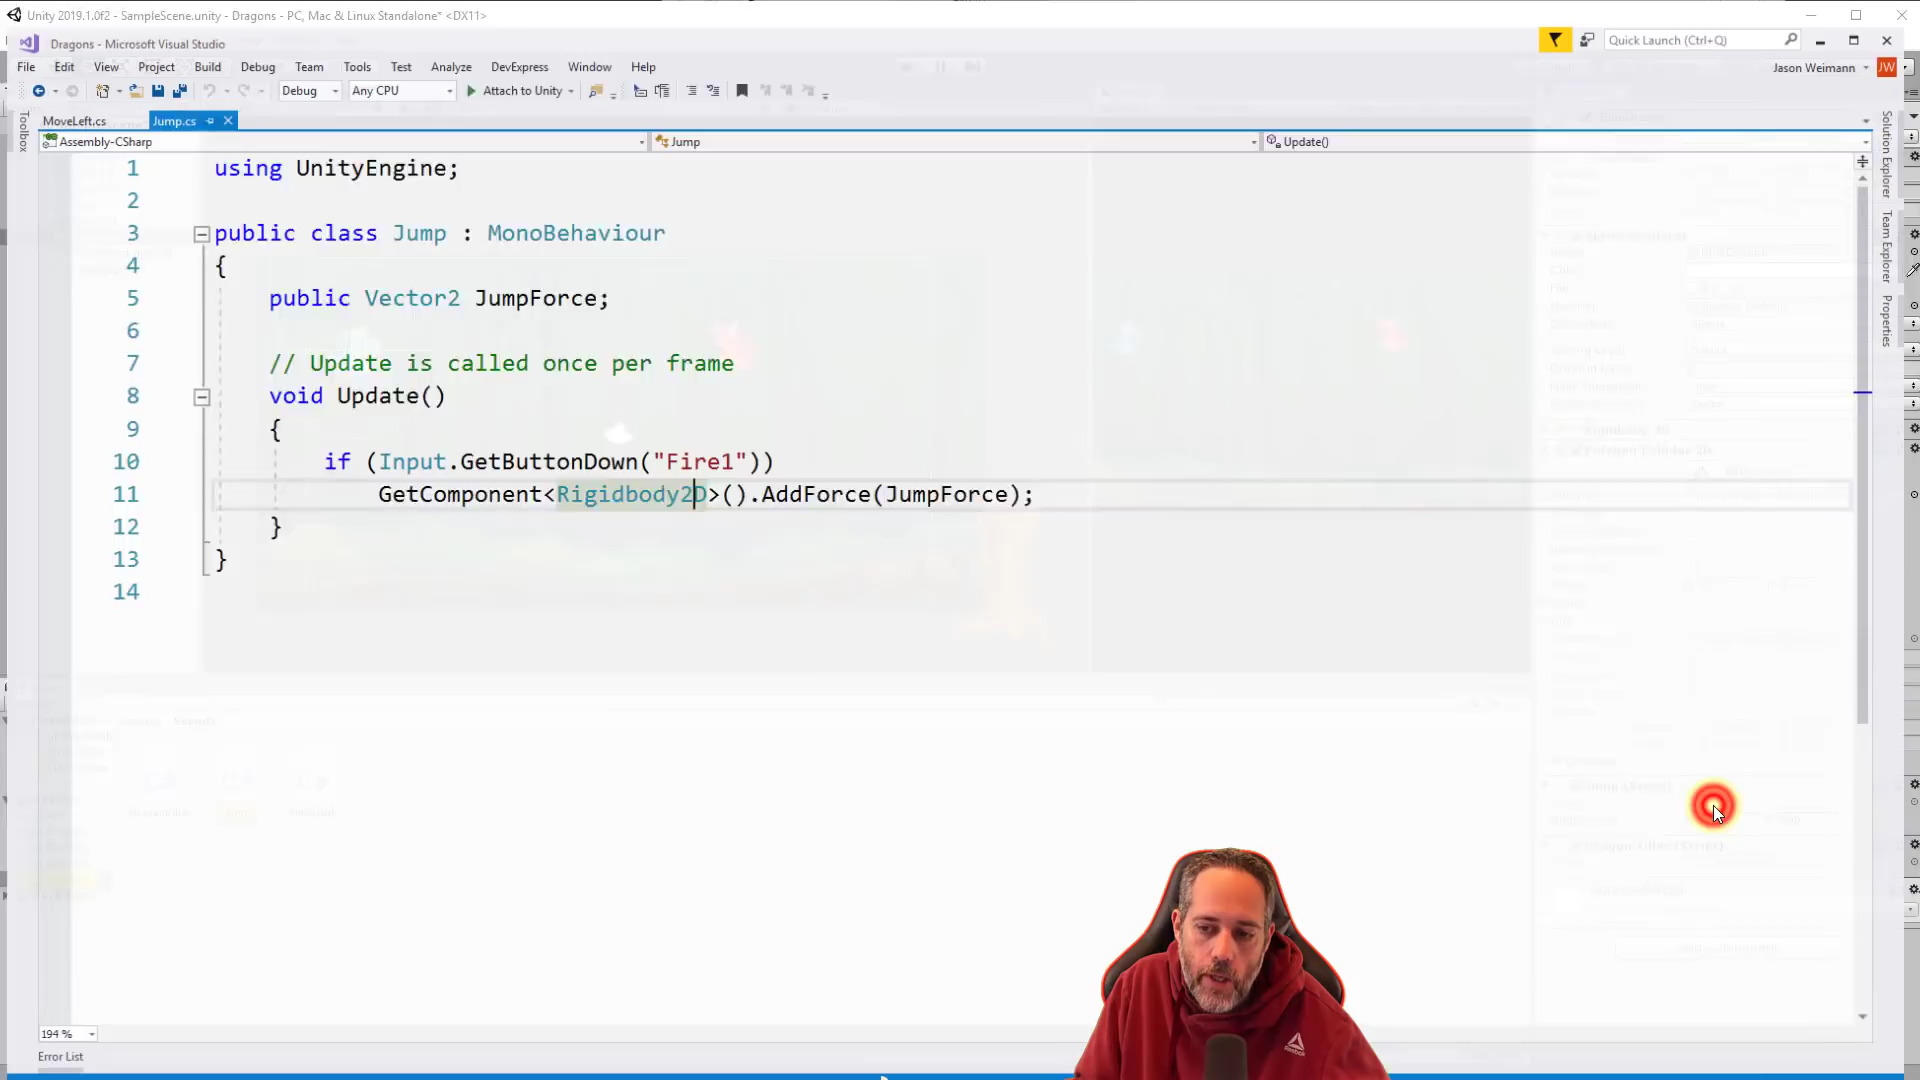 Unity 2019.1.0f2 - SampleScene.unity - Dragons - PC, Mac & Linux Standalone* <DX11>
Dragons - Microsoft Visual Studio
Quick Launch (Ctrl+Q)
File Edit View Project Build Debug Team Tools Test Analyze DevExpress Window Help
Jason Weimann JW
Debug Any CPU Attach to Unity
Toolbox
MoveLeft.cs Jump.cs
Assembly-CSharp Jump Update()
Solution Explorer
Team Explorer
Properties
1 using UnityEngine;
2
3 public class Jump : MonoBehaviour
4 {
5 public Vector2 JumpForce;
6
7 // Update is called once per frame
8 void Update()
9 {
10 if (Input.GetButtonDown("Fire1"))
11 GetComponent<Rigidbody2D>().AddForce(JumpForce);
12 }
13 }
14
194 %
Error List
Reebok